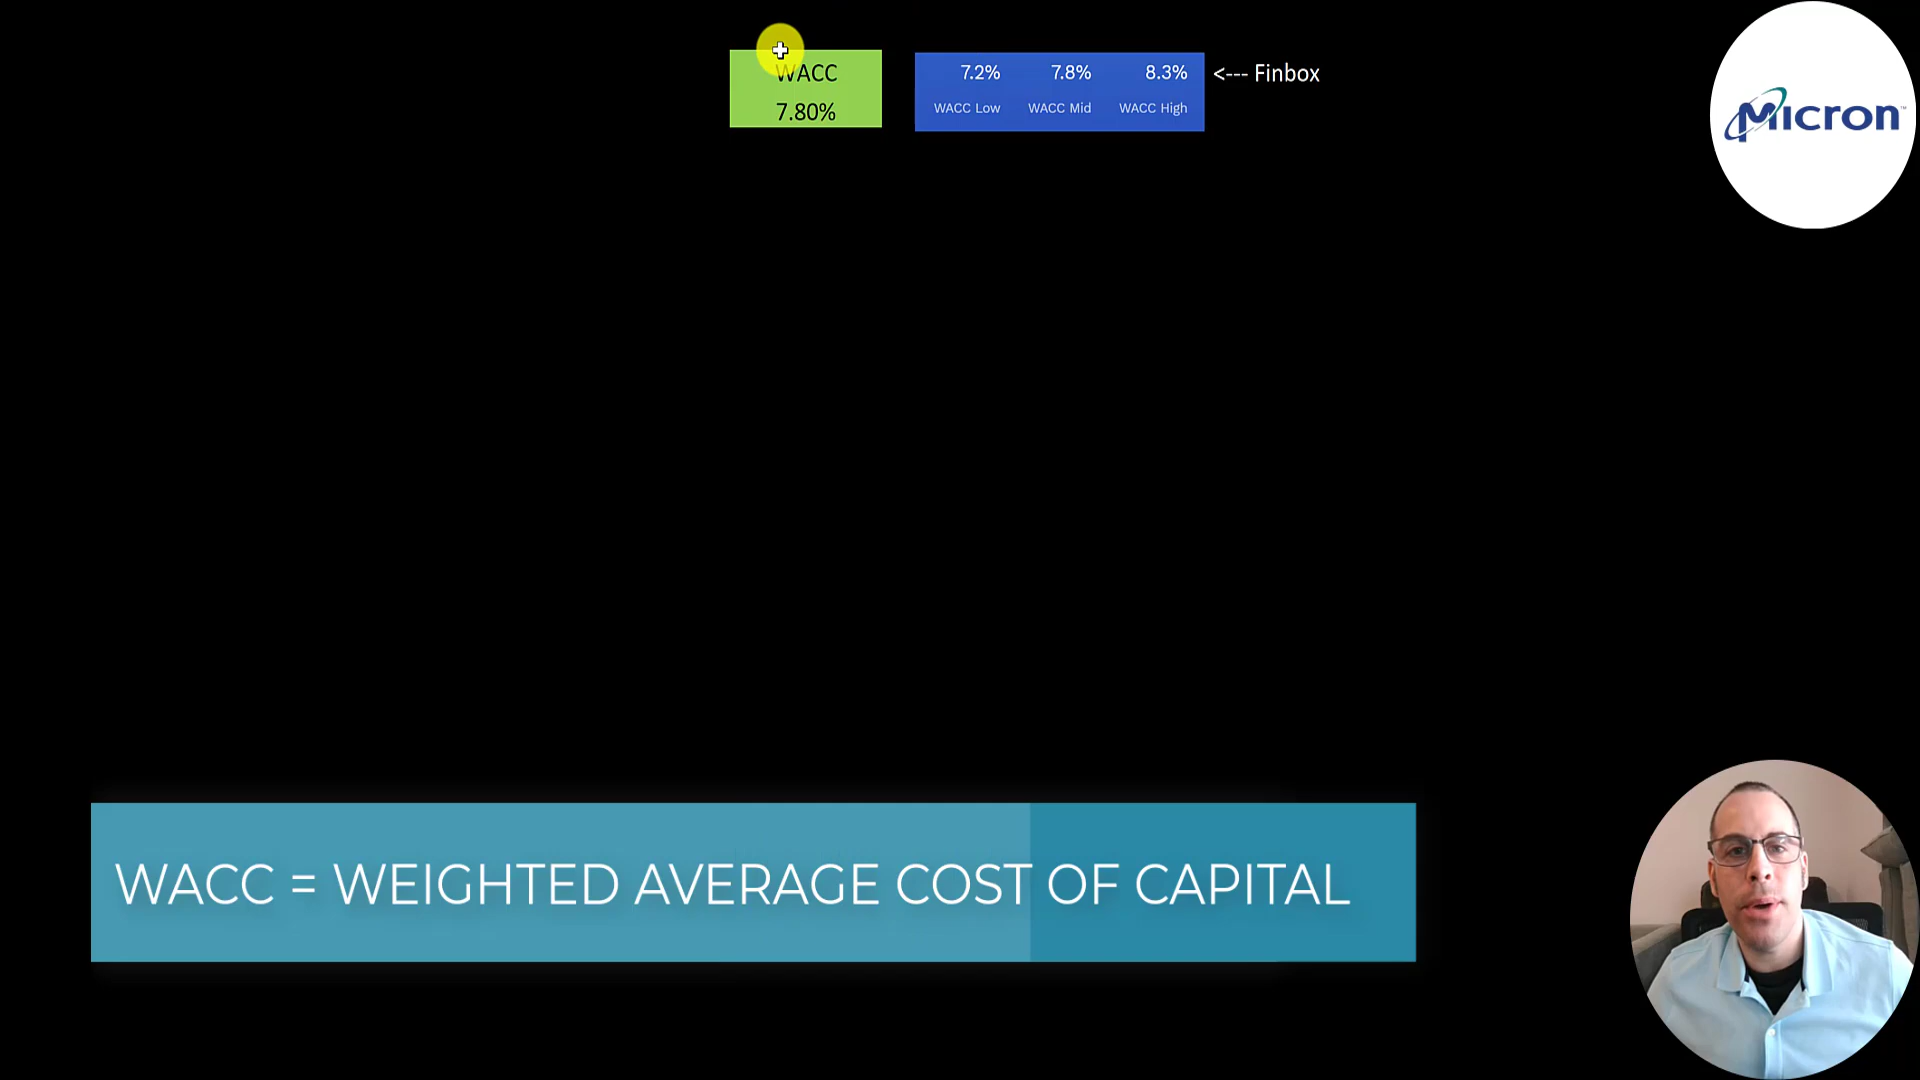 WACC
7.80%
7.2% 7.8% 8.3%
WACC Low WACC Mid WACC High
<--- Finbox
Micron™
WACC = WEIGHTED AVERAGE COST OF CAPITAL